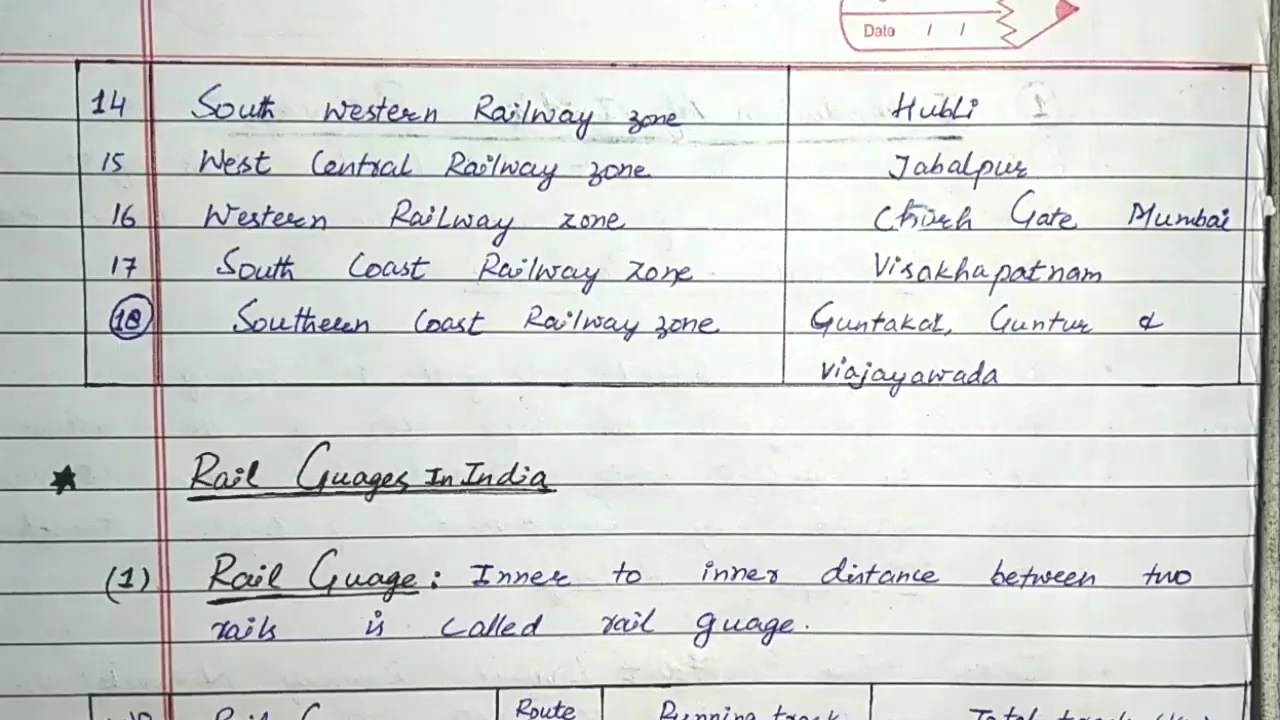 Data / /
14 South Western Railway zone Hubli
15 West Central Railway zone Jabalpur
16 Western Railway zone Church Gate Mumbai
17 South Coast Railway Zone Visakhapatnam
18 Southern Coast Railway zone Guntakal, Guntur &
Viajayawada
★ Rail Guages In India
(1) Rail Guage: Inner to inner distance between two
rails is called rail guage.
Route
Running track